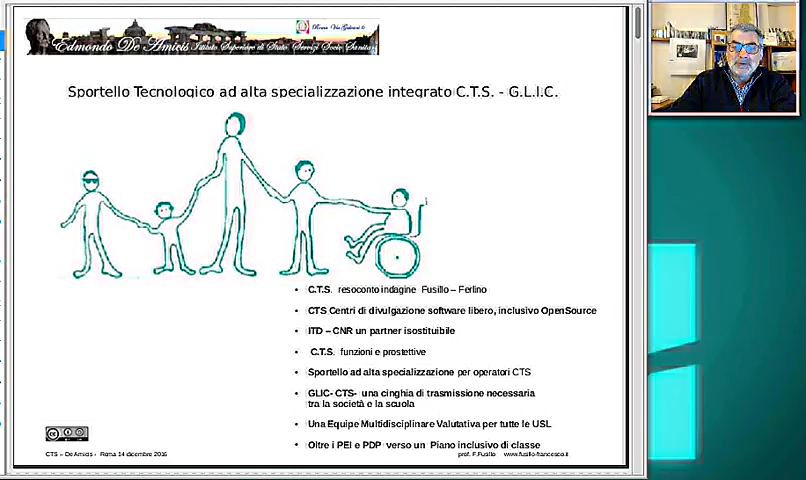 Roma Via Galvani 6
Edmondo De Amicis Istituto Superiore di Stato Servizi Socio Sanitari
Sportello Tecnologico ad alta specializzazione integrato C.T.S. - G.L.I.C.
• C.T.S. resoconto indagine Fusillo – Ferlino
• CTS Centri di divulgazione software libero, inclusivo OpenSource
• ITD – CNR un partner isostituibile
• C.T.S. funzioni e prostettive
• Sportello ad alta specializzazione per operatori CTS
• GLIC- CTS- una cinghia di trasmissione necessaria
tra la società e la scuola
• Una Equipe Multidisciplinare Valutativa per tutte le USL
• Oltre i PEI e PDP verso un Piano inclusivo di classe
CTS – De Amicis - Roma 14 dicembre 2016
prof. F.Fusillo www.fusillo-francesco.it